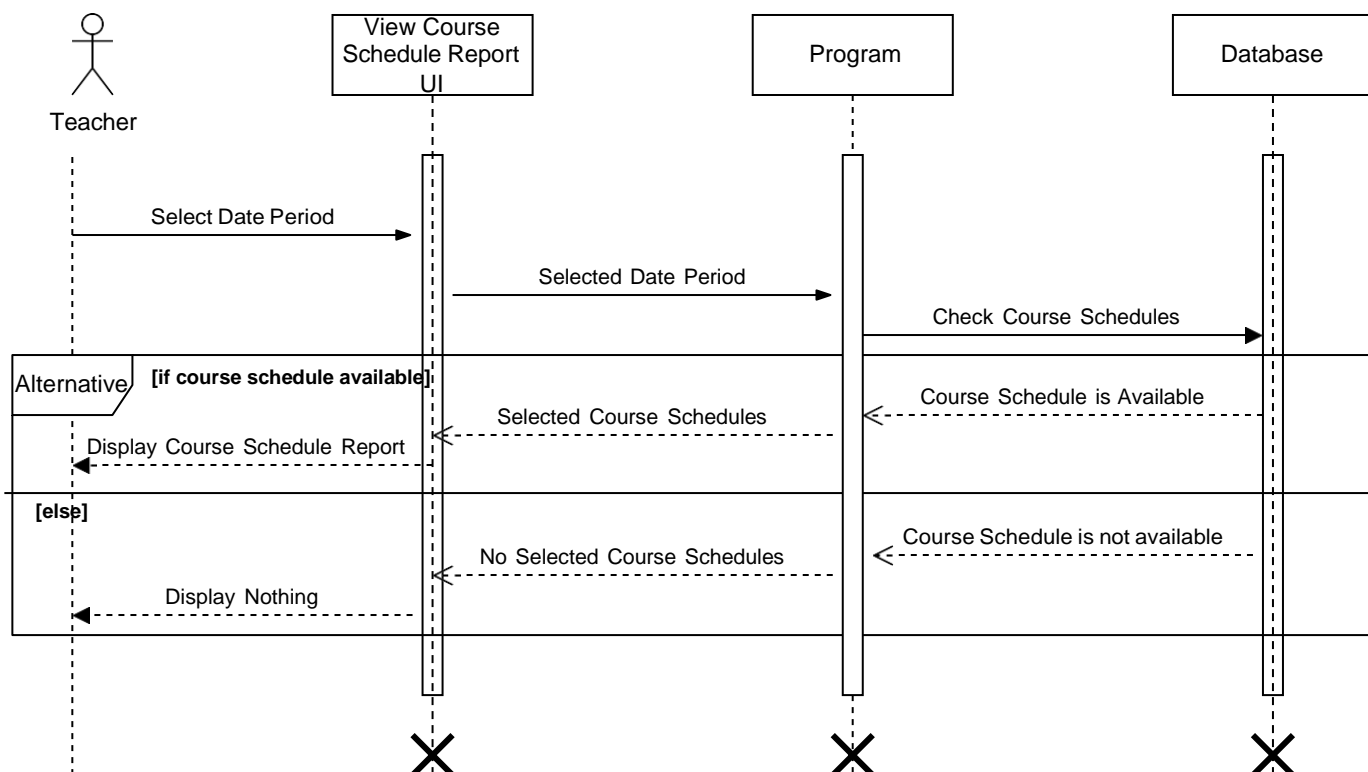 View Course
Schedule Report
UI
Program
Database
Teacher
Select Date Period
Selected Date Period
Check Course Schedules
Alternative
[if course schedule available]
Course Schedule is Available
Selected Course Schedules
Display Course Schedule Report
[else]
Course Schedule is not available
No Selected Course Schedules
Display Nothing